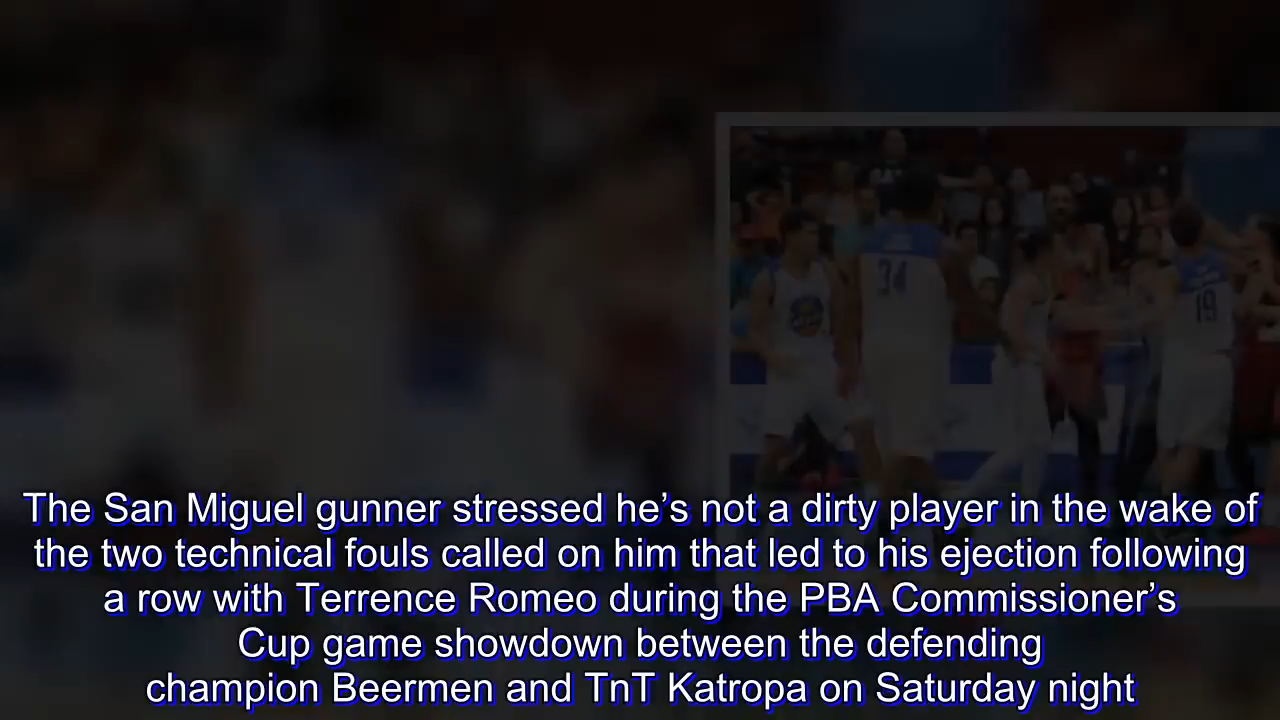 34
19
The San Miguel gunner stressed he’s not a dirty player in the wake of
the two technical fouls called on him that led to his ejection following
a row with Terrence Romeo during the PBA Commissioner’s
Cup game showdown between the defending
champion Beermen and TnT Katropa on Saturday night